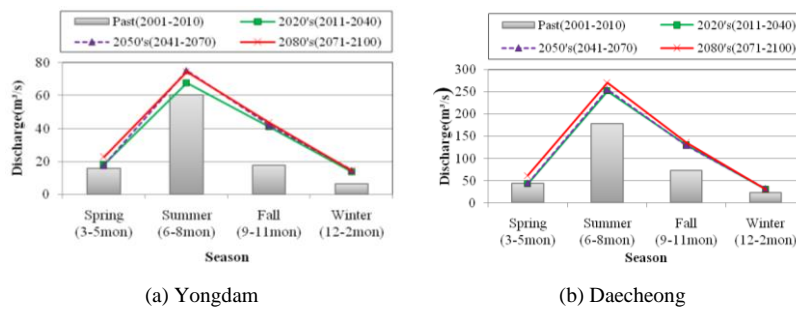 Past(2001-2010)
2020's(2011-2040)
2050's(2041-2070)
2080's(2071-2100)
80
60
40
20
0
Discharge(m³/s)
Spring
(3-5mon)
Summer
(6-8mon)
Fall
(9-11mon)
Winter
(12-2mon)
Season
(a) Yongdam
Past(2001-2010)
2020's(2011-2040)
2050's(2041-2070)
2080's(2071-2100)
300
250
200
150
100
50
0
Discharge(m³/s)
Spring
(3-5mon)
Summer
(6-8mon)
Fall
(9-11mon)
Winter
(12-2mon)
Season
(b) Daecheong